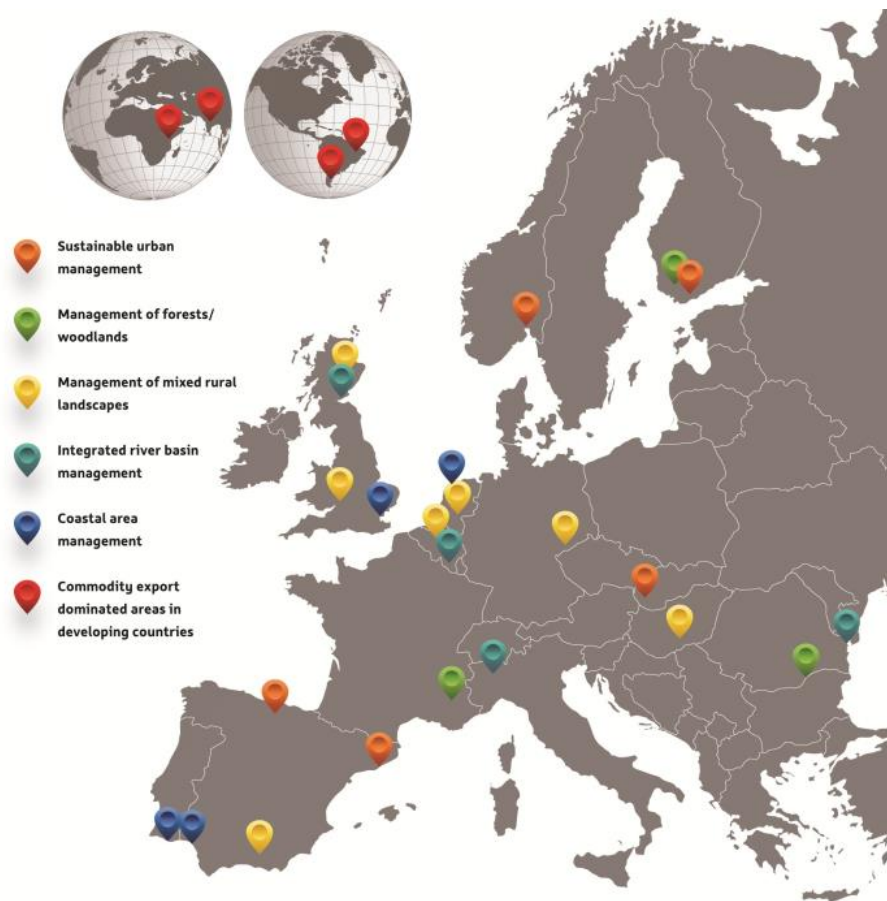 Sustainable urban
management
Management of forests/
woodlands
Management of mixed rural
landscapes
Integrated river basin
management
Coastal area
management
Commodity export
dominated areas in
developing countries